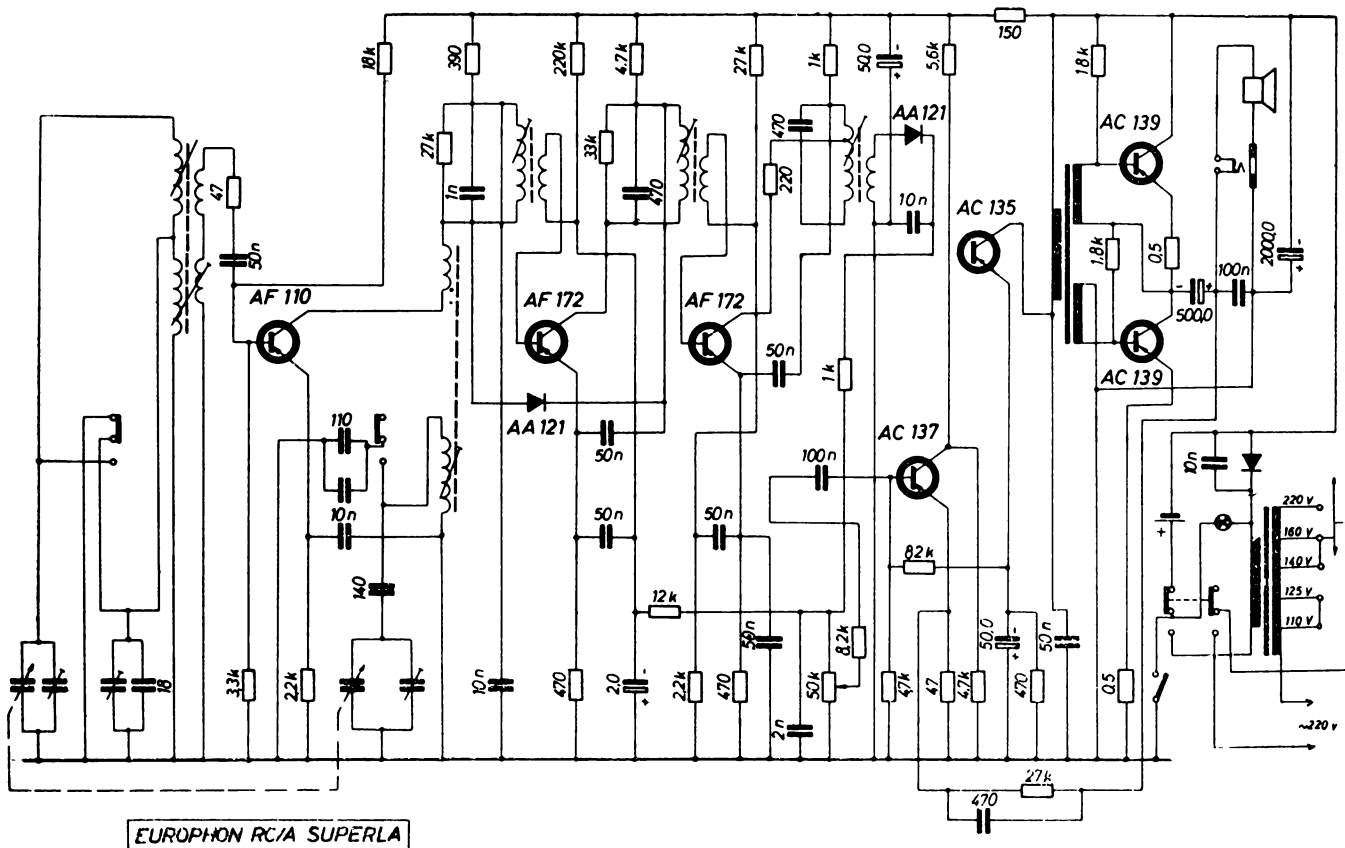 18k
390
220k
4.7k
27k
1k
50,0
-
+
5.6k
150
18k
AC 139
47
50n
27k
1n
33k
470
470
220
AA 121
10n
AC 135
1.8k
0.5
-
+
500,0
100n
2000,0
-
+
AF 110
AF 172
AF 172
50n
1k
AC 139
110
AA 121
50n
AC 137
100n
10n
10n
50n
50n
82k
+
220 V
160 V
140 V
125 V
110 V
140
12k
50n
8,2k
50,0
-
+
50n
18
3.3k
2,2k
10n
470
2,0
-
+
2.2k
470
50k
2n
47k
47
4.7k
470
0.5
~220 V
27k
470
EUROPHON RC/A SUPERLA